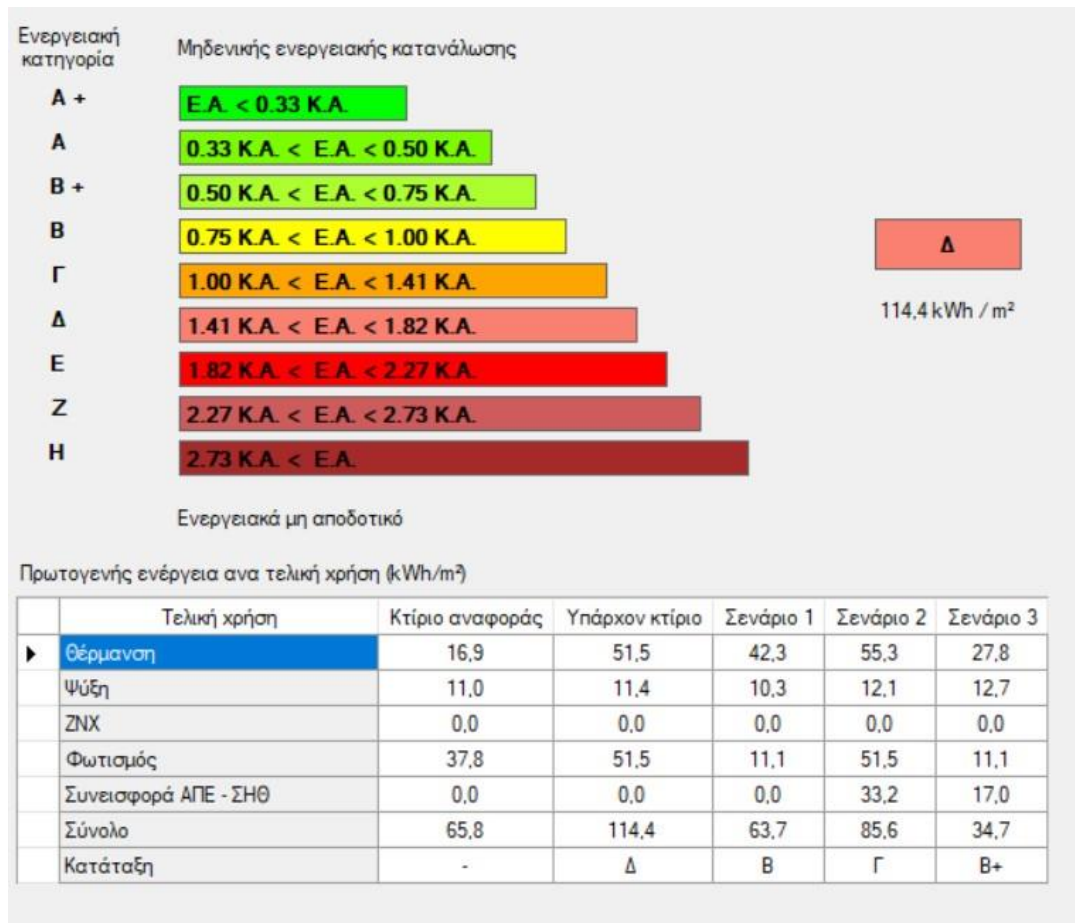 Ενεργειακή
κατηγορία
Μηδενικής ενεργειακής κατανάλωσης
Α +
Ε.Α. < 0.33 Κ.Α.
Α
0.33 Κ.Α. < Ε.Α. < 0.50 Κ.Α.
Β +
0.50 Κ.Α. < Ε.Α. < 0.75 Κ.Α.
Β
0.75 Κ.Α. < Ε.Α. < 1.00 Κ.Α.
Γ
1.00 Κ.Α. < Ε.Α. < 1.41 Κ.Α.
Δ
1.41 Κ.Α. < Ε.Α. < 1.82 Κ.Α.
Ε
1.82 Κ.Α. < Ε.Α. < 2.27 Κ.Α.
Ζ
2.27 Κ.Α. < Ε.Α. < 2.73 Κ.Α.
Η
2.73 Κ.Α. < Ε.Α.
Δ
114,4 kWh / m²
Ενεργειακά μη αποδοτικό
Πρωτογενής ενέργεια ανα τελική χρήση (kWh/m²)
Τελική χρήση Κτίριο αναφοράς Υπάρχον κτίριο Σενάριο 1 Σενάριο 2 Σενάριο 3
Θέρμανση 16,9 51,5 42,3 55,3 27,8
Ψύξη 11,0 11,4 10,3 12,1 12,7
ΖΝΧ 0,0 0,0 0,0 0,0 0,0
Φωτισμός 37,8 51,5 11,1 51,5 11,1
Συνεισφορά ΑΠΕ - ΣΗΘ 0,0 0,0 0,0 33,2 17,0
Σύνολο 65,8 114,4 63,7 85,6 34,7
Κατάταξη - Δ Β Γ Β+